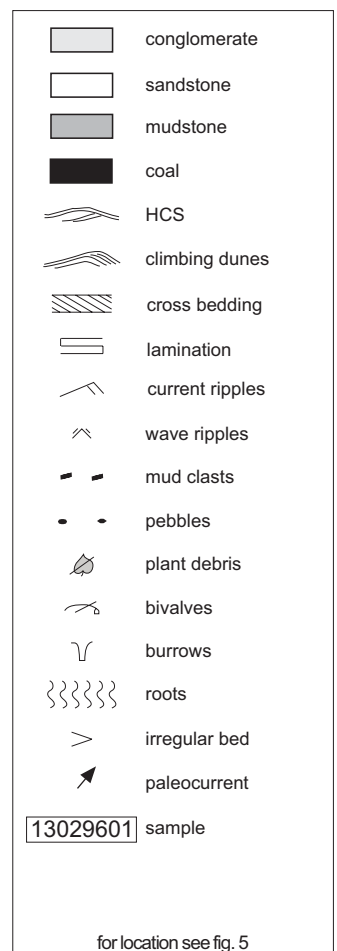 conglomerate
sandstone
mudstone
coal
HCS
climbing dunes
cross bedding
lamination
current ripples
wave ripples
mud clasts
pebbles
plant debris
bivalves
burrows
roots
irregular bed
paleocurrent
13029601 sample
for location see fig. 5